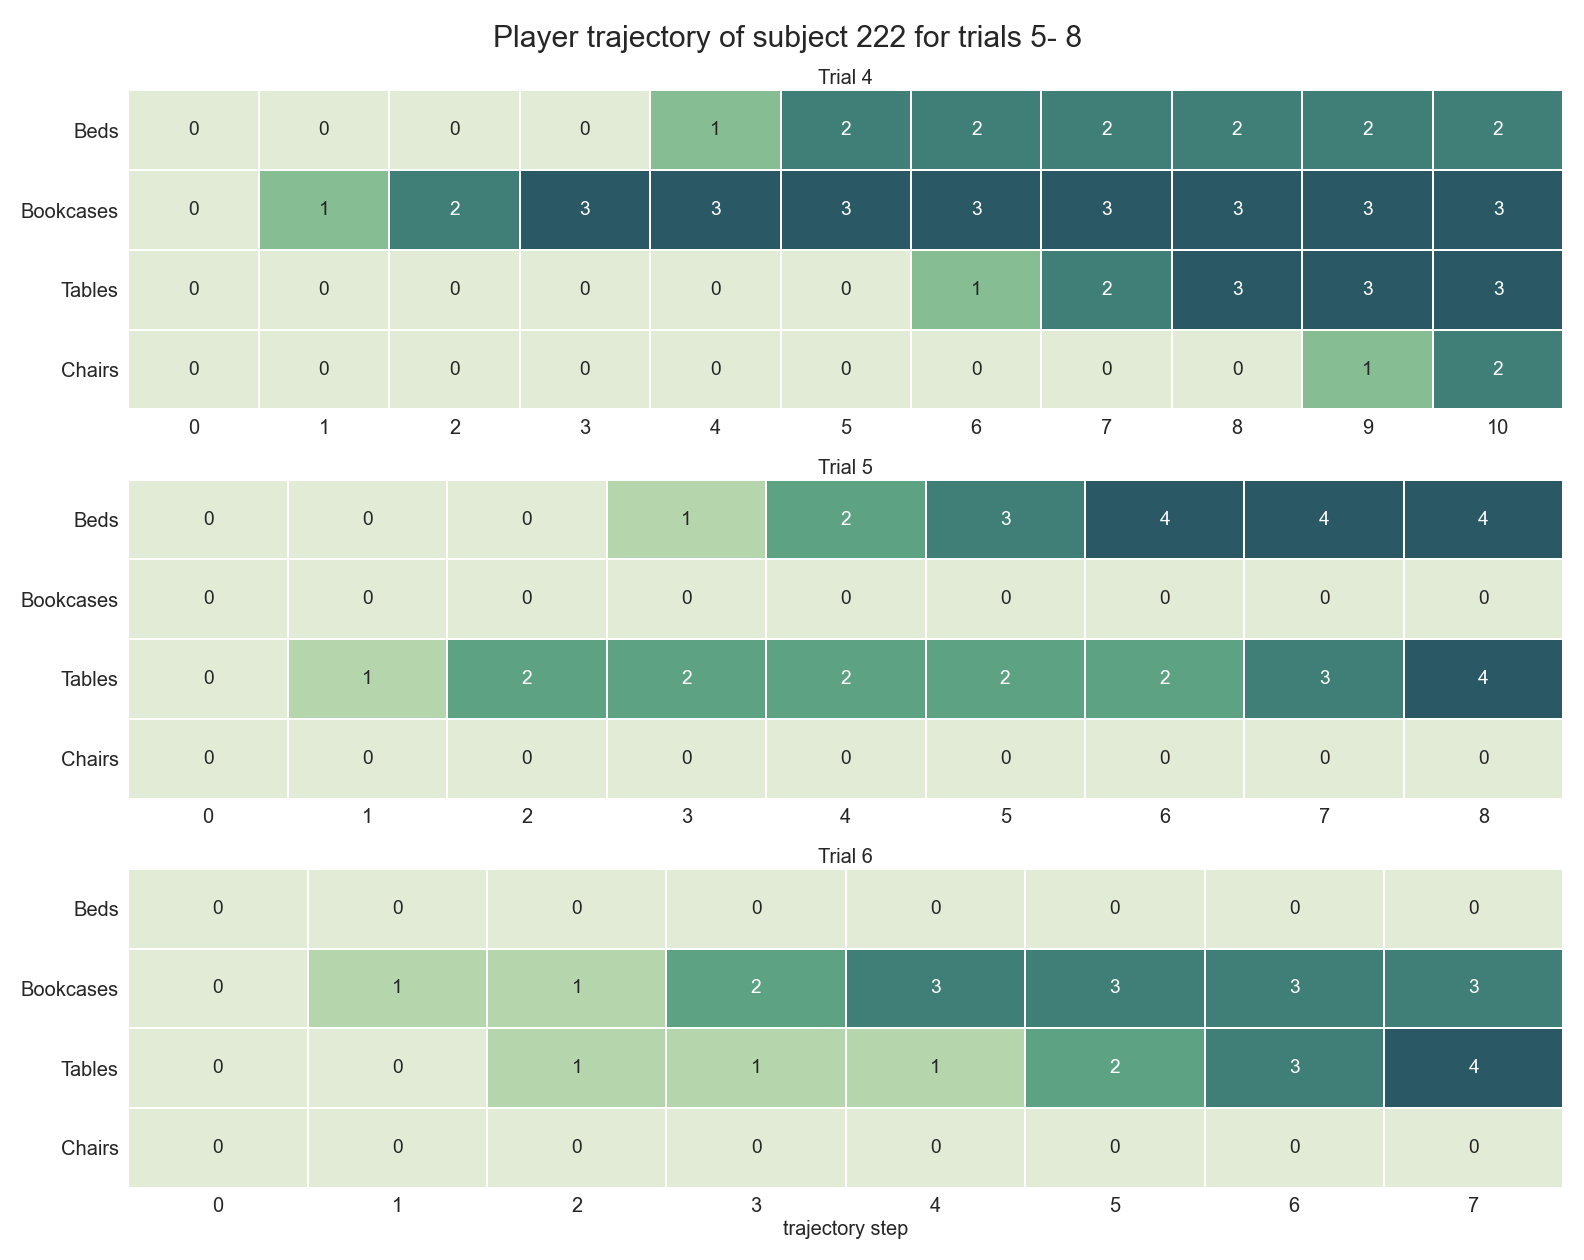 Player trajectory of subject 222 for trials 5- 8
Trial 4
Beds 0 0 0 0 1 2 2 2 2 2 2
Bookcases 0 1 2 3 3 3 3 3 3 3 3
Tables 0 0 0 0 0 0 1 2 3 3 3
Chairs 0 0 0 0 0 0 0 0 0 1 2
0 1 2 3 4 5 6 7 8 9 10
Trial 5
Beds 0 0 0 1 2 3 4 4 4
Bookcases 0 0 0 0 0 0 0 0 0
Tables 0 1 2 2 2 2 2 3 4
Chairs 0 0 0 0 0 0 0 0 0
0 1 2 3 4 5 6 7 8
Trial 6
Beds 0 0 0 0 0 0 0 0
Bookcases 0 1 1 2 3 3 3 3
Tables 0 0 1 1 1 2 3 4
Chairs 0 0 0 0 0 0 0 0
0 1 2 3 4 5 6 7
trajectory step